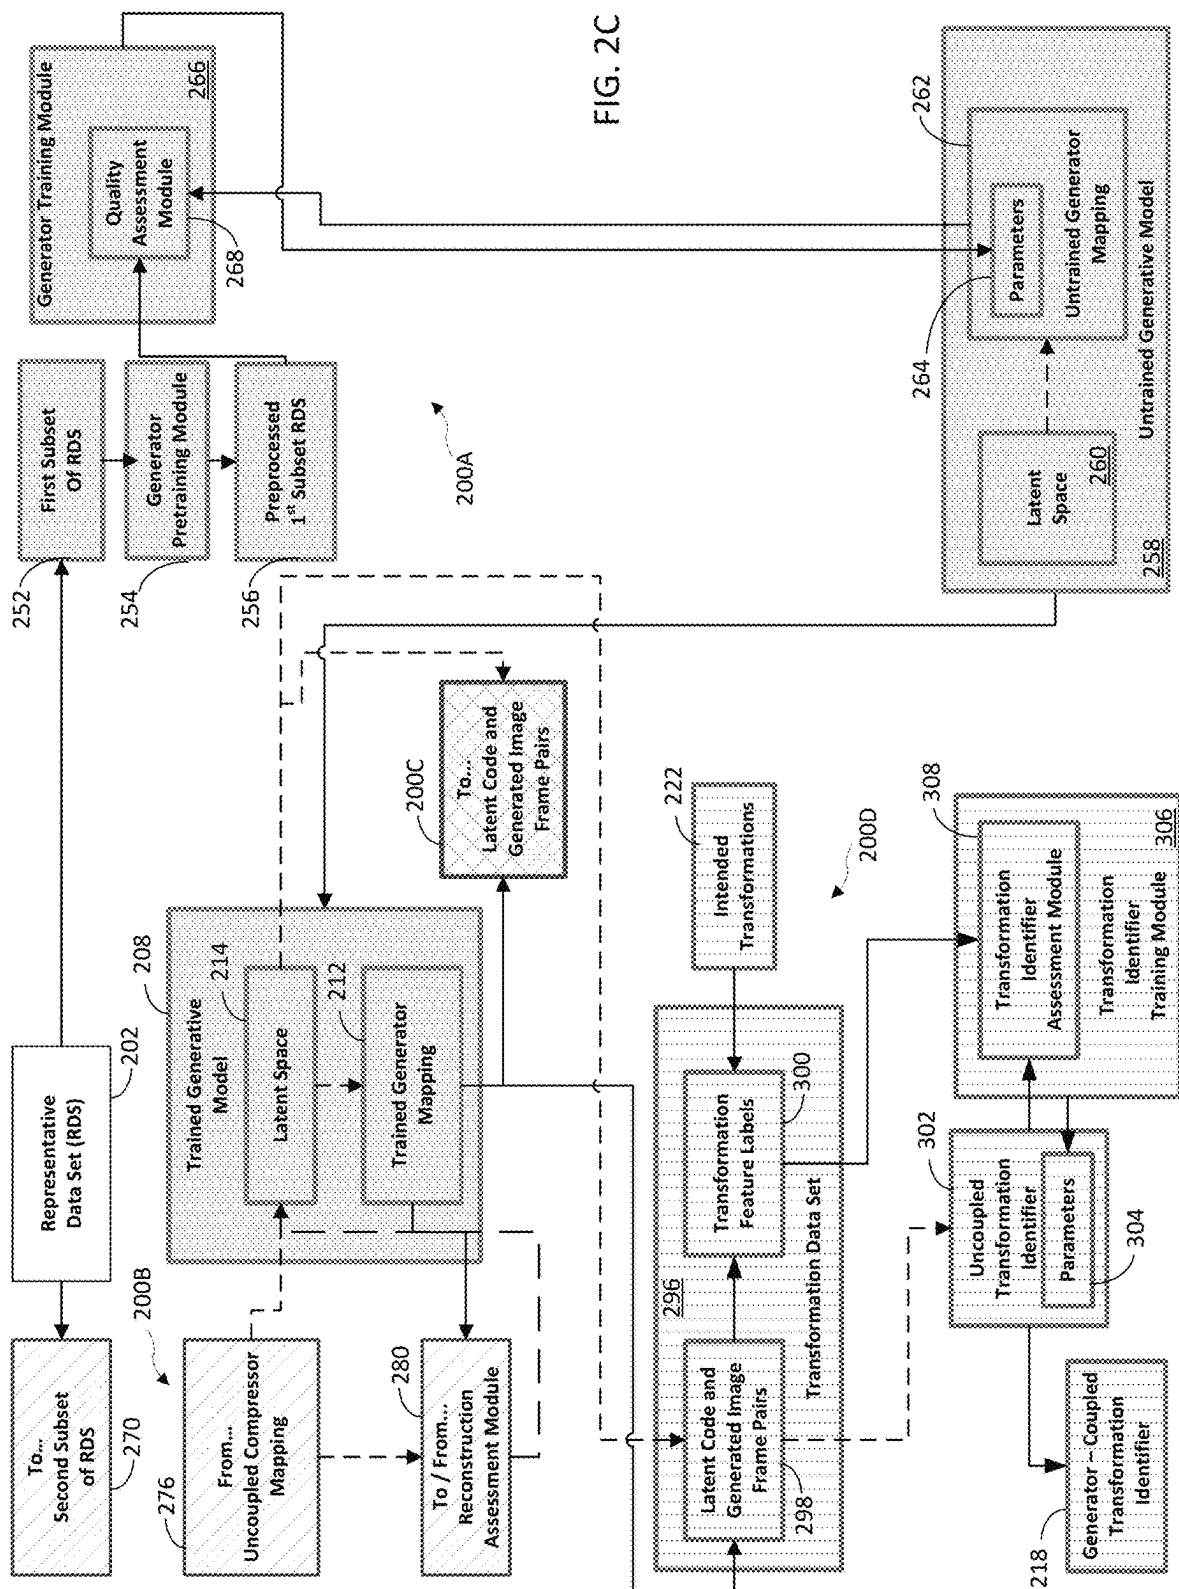 To...
Second Subset
of RDS
270
Representative
Data Set (RDS)
202
252
First Subset
Of RDS
254
Generator
Pretraining Module
256
Preprocessed
1st Subset RDS
Generator Training Module
266
Quality
Assessment
Module
268
200B
276
From...
Uncoupled Compressor
Mapping
280
To / From...
Reconstruction
Assessment Module
Trained Generative
Model
208
214
Latent Space
212
Trained Generator
Mapping
200C
To...
Latent Code and
Generated Image
Frame Pairs
200A
FIG. 2C
296
Latent Code and
Generated Image
Frame Pairs
298
Transformation
Feature Labels
300
Transformation Data Set
222
Intended
Transformations
200D
218
Generator – Coupled
Transformation
Identifier
302
Uncoupled
Transformation
Identifier
Parameters
304
308
Transformation
Identifier
Assessment Module
Transformation
Identifier
Training Module
306
258
Latent
Space
260
262
264
Parameters
Untrained Generator
Mapping
Untrained Generative Model